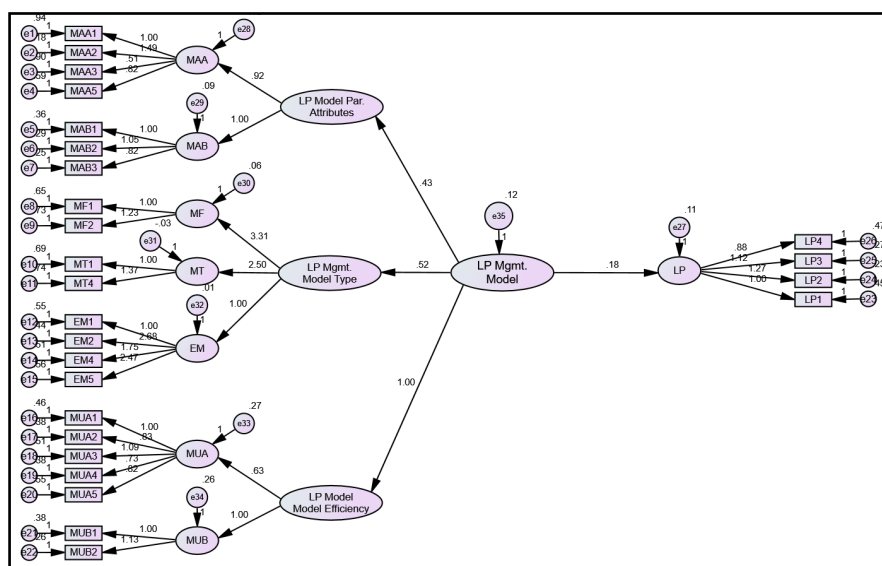 .94
e1
1
MAA1
1.00
.18
e2
1
MAA2
1.49
.90
e3
1
MAA3
.51
.59
e4
1
MAA5
.82
MAA
1
e28
.92
.36
e5
1
MAB1
1.00
.29
e6
1
MAB2
1.05
.25
e7
1
MAB3
.82
MAB
.09
e29
1
1.00
LP Model Par.
Attributes
.65
e8
1
MF1
1.00
.73
e9
1
MF2
1.23
MF
1
e30
.06
3.31
.69
e10
1
MT1
1.00
.74
e11
1
MT4
1.37
MT
-.03
e31
1
2.50
LP Mgmt.
Model Type
.55
e12
1
EM1
1.00
.44
e13
1
EM2
2.68
.51
e14
1
EM4
1.75
.56
e15
1
EM5
2.47
EM
.01
e32
1
1.00
.46
e16
1
MUA1
1.00
.38
e17
1
MUA2
.83
.51
e18
1
MUA3
1.09
e19
1
MUA4
.73
.55
e20
1
MUA5
.62
MUA
1
e33
.27
.63
.38
e21
1
MUB1
1.00
.26
e22
1
MUB2
1.13
MUB
.26
e34
1
1.00
LP Model
Model Efficiency
.43
.52
1.00
.12
e35
1
LP Mgmt.
Model
.18
.11
e27
1
LP
.88
LP4
1
e26
.47
1.12
LP3
1
e25
1.27
LP2
1
e24
1.00
LP1
1
e23